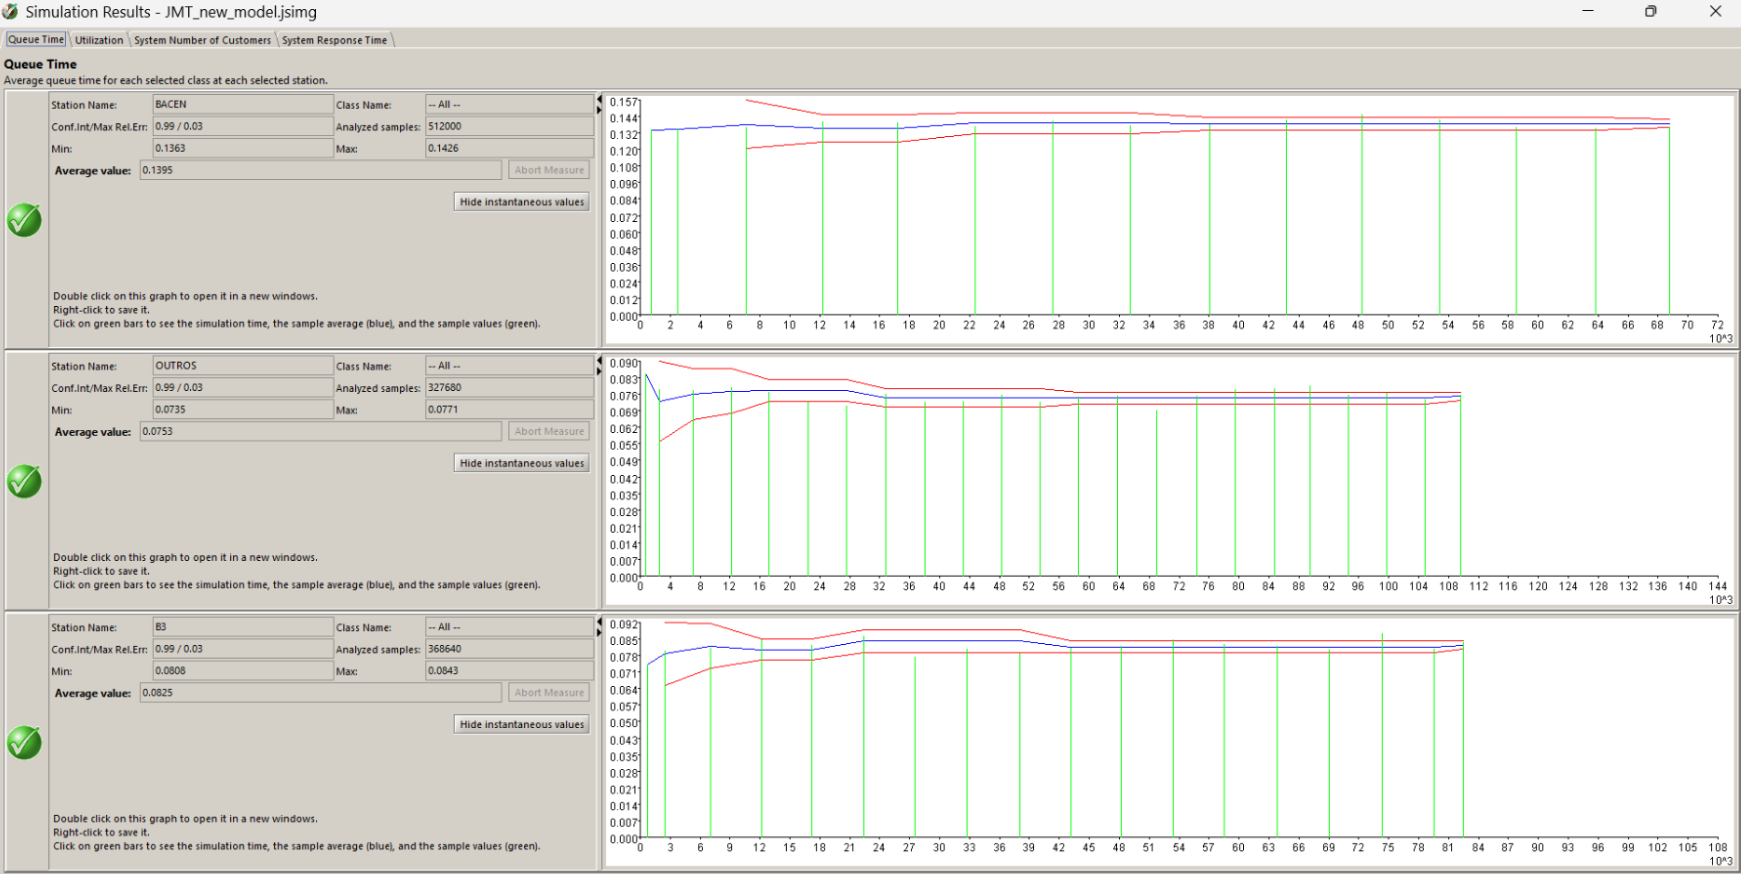 Simulation Results - JMT_new_model.jsimg
Queue Time Utilization System Number of Customers System Response Time
Queue Time
Average queue time for each selected class at each selected station.
Station Name: BACEN Class Name: -- All --
Conf.Int/Max Rel.Err: 0.99 / 0.03 Analyzed samples: 512000
Min: 0.1363 Max: 0.1426
Average value: 0.1395 Abort Measure
Hide instantaneous values
Double click on this graph to open it in a new windows.
Right-click to save it.
Click on green bars to see the simulation time, the sample average (blue), and the sample values (green).
0.157
0.144
0.132
0.120
0.108
0.096
0.084
0.072
0.060
0.048
0.036
0.024
0.012
0.000
0 2 4 6 8 10 12 14 16 18 20 22 24 26 28 30 32 34 36 38 40 42 44 46 48 50 52 54 56 58 60 62 64 66 68 70 72
10^3
Station Name: OUTROS Class Name: -- All --
Conf.Int/Max Rel.Err: 0.99 / 0.03 Analyzed samples: 327680
Min: 0.0735 Max: 0.0771
Average value: 0.0753 Abort Measure
Hide instantaneous values
Double click on this graph to open it in a new windows.
Right-click to save it.
Click on green bars to see the simulation time, the sample average (blue), and the sample values (green).
0.090
0.083
0.076
0.069
0.062
0.055
0.049
0.042
0.035
0.028
0.021
0.014
0.007
0.000
0 4 8 12 16 20 24 28 32 36 40 44 48 52 56 60 64 68 72 76 80 84 88 92 96 100 104 108 112 116 120 124 128 132 136 140 144
10^3
Station Name: B3 Class Name: -- All --
Conf.Int/Max Rel.Err: 0.99 / 0.03 Analyzed samples: 368640
Min: 0.0808 Max: 0.0843
Average value: 0.0825 Abort Measure
Hide instantaneous values
Double click on this graph to open it in a new windows.
Right-click to save it.
Click on green bars to see the simulation time, the sample average (blue), and the sample values (green).
0.092
0.085
0.078
0.071
0.064
0.057
0.050
0.043
0.035
0.028
0.021
0.014
0.007
0.000
0 3 6 9 12 15 18 21 24 27 30 33 36 39 42 45 48 51 54 57 60 63 66 69 72 75 78 81 84 87 90 93 96 99 102 105 108
10^3